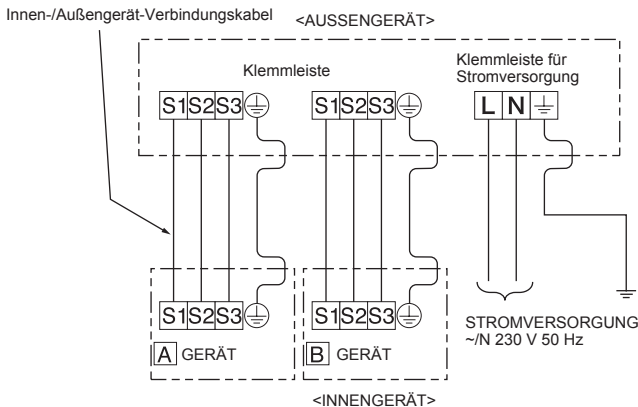 Innen-/Außengerät-Verbindungskabel
<AUSSENGERÄT>
Klemmleiste
Klemmleiste für
Stromversorgung
S1 S2 S3
S1 S2 S3
L N
S1 S2 S3
S1 S2 S3
A GERÄT
B GERÄT
STROMVERSORGUNG
~/N 230 V 50 Hz
<INNENGERÄT>